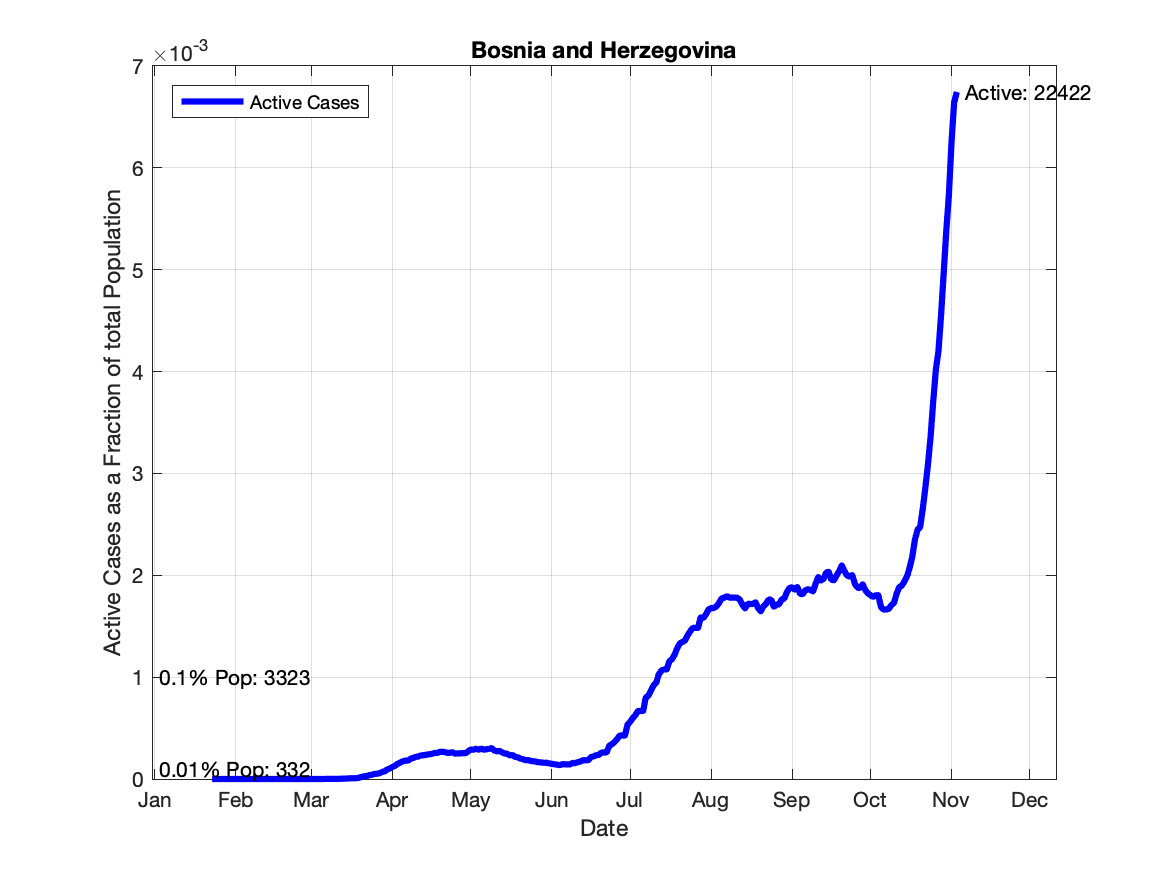 Bosnia and Herzegovina
×10-3
7
6
5
4
3
2
1
0
Active Cases
Active: 22422
0.1% Pop: 3323
0.01% Pop: 332
Active Cases as a Fraction of total Population
Jan Feb Mar Apr May Jun Jul Aug Sep Oct Nov Dec
Date